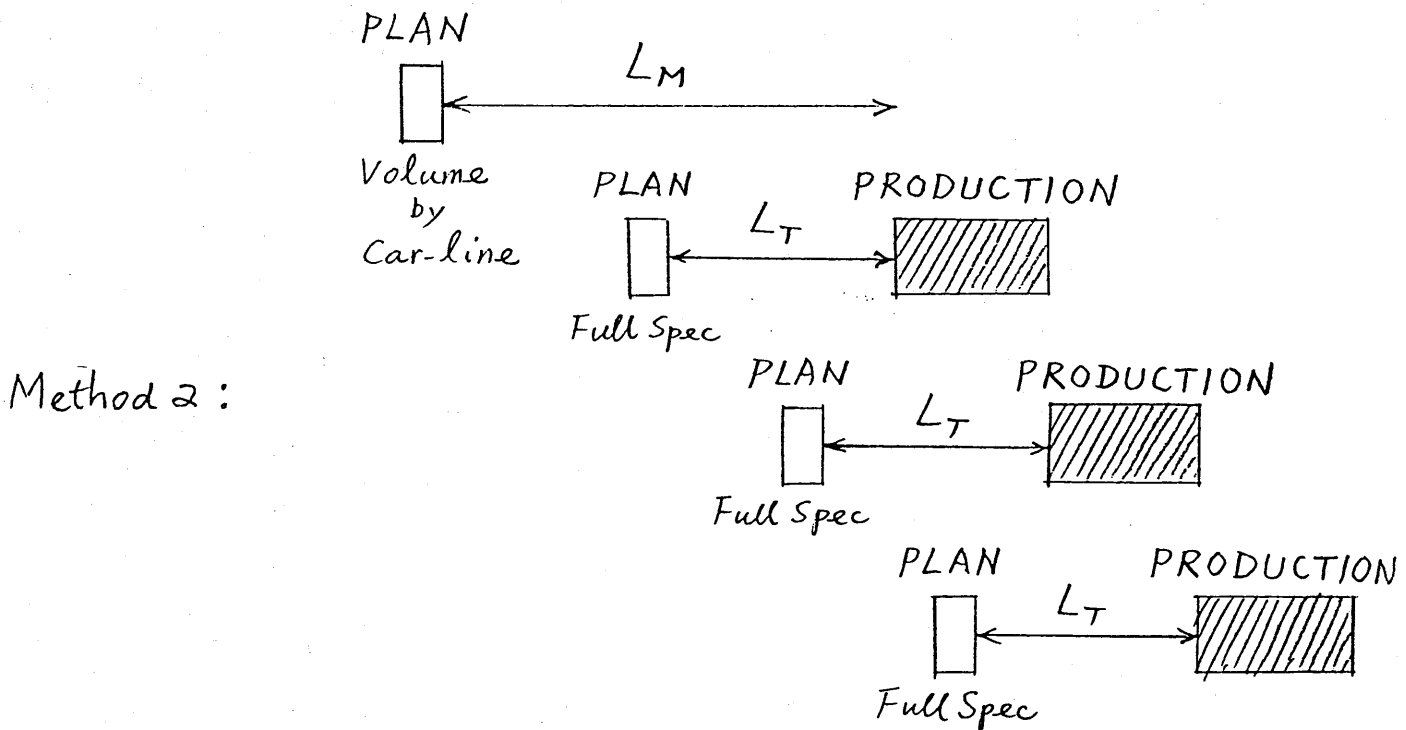 PLAN
L_M
Volume
by
Car-line
PLAN PRODUCTION
L_T
Full Spec
Method 2 :
PLAN PRODUCTION
L_T
Full Spec
PLAN PRODUCTION
L_T
Full Spec